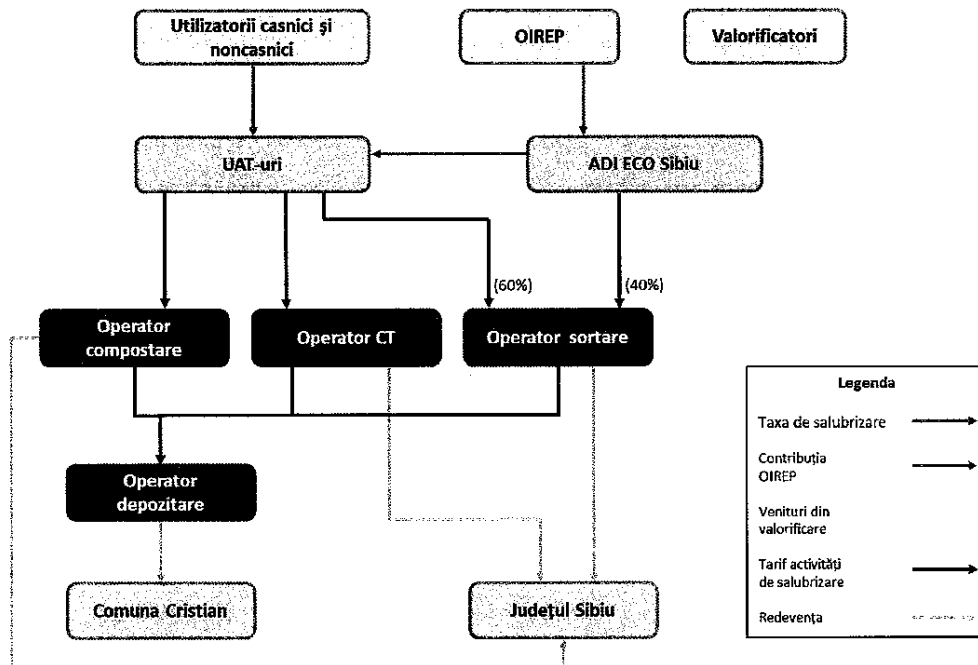 Utilizatorii casnici și
noncasnici
OIREP
Valorificatori
UAT-uri
ADI ECO Sibiu
(60%)
(40%)
Operator
compostare
Operator CT
Operator sortare
Operator
depozitare
Comuna Cristian
Județul Sibiu
Legenda
Taxa de salubrizare
Contribuția
OIREP
Venituri din
valorificare
Tarif activități
de salubrizare
Redevența